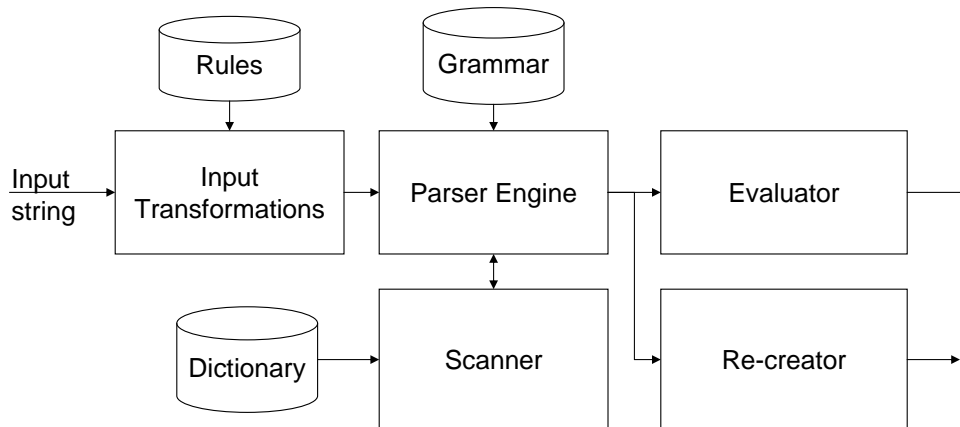 Rules
Grammar
Input
string
Input
Transformations
Parser Engine
Evaluator
Dictionary
Scanner
Re-creator